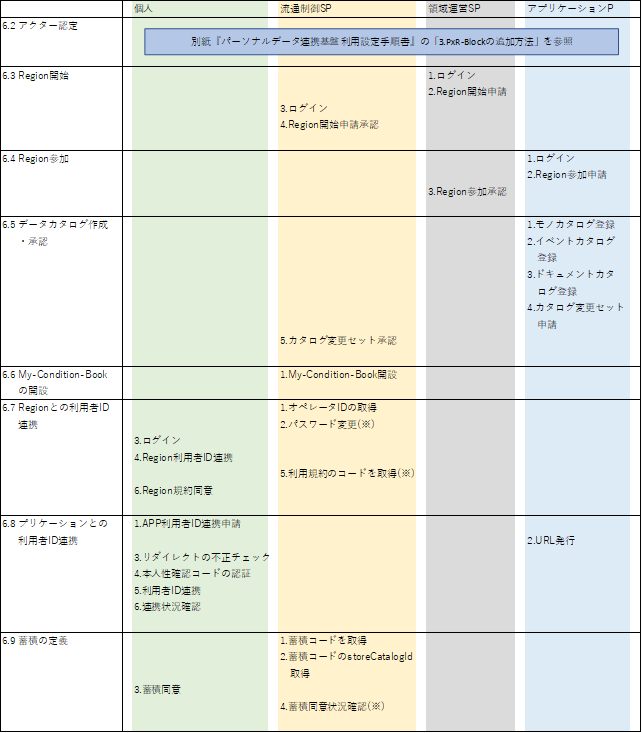 個人 流通制御SP 領域運営SP アプリケーションP
6.2 アクター認定
別紙『パーソナルデータ連携基盤 利用設定手順書』の「3.PxR-Blockの追加方法」を参照
6.3 Region開始
1.ログイン
2.Region開始申請
3.ログイン
4.Region開始申請承認
6.4 Region参加
1.ログイン
2.Region参加申請
3.Region参加承認
6.5 データカタログ作成
・承認
1.モノカタログ登録
2.イベントカタログ
登録
3.ドキュメントカタ
ログ登録
4.カタログ変更セット
申請
5.カタログ変更セット承認
6.6 My-Condition-Book
の開設
1.My-Condition-Book開設
6.7 Regionとの利用者ID
連携
1.オペレータIDの取得
2.パスワード変更(※)
3.ログイン
4.Region利用者ID連携
5.利用規約のコードを取得(※)
6.Region規約同意
6.8 プリケーションとの
利用者ID連携
1.APP利用者ID連携申請
2.URL発行
3.リダイレクトの不正チェック
4.本人性確認コードの認証
5.利用者ID連携
6.連携状況確認
6.9 蓄積の定義
1.蓄積コードを取得
2.蓄積コードのstoreCatalogId
取得
3.蓄積同意
4.蓄積同意状況確認(※)